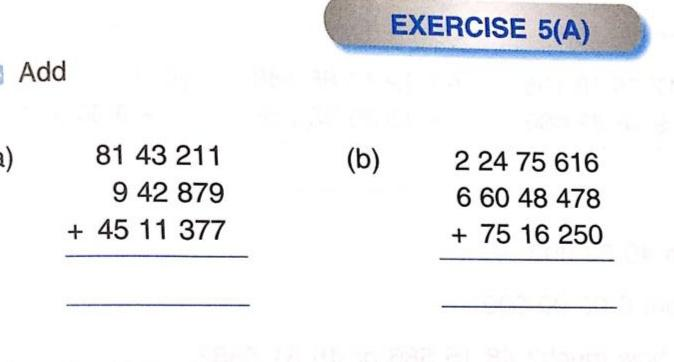 EXERCISE 5(A)
Add
a) 81 43 211
9 42 879
+ 45 11 377
(b) 2 24 75 616
6 60 48 478
+ 75 16 250